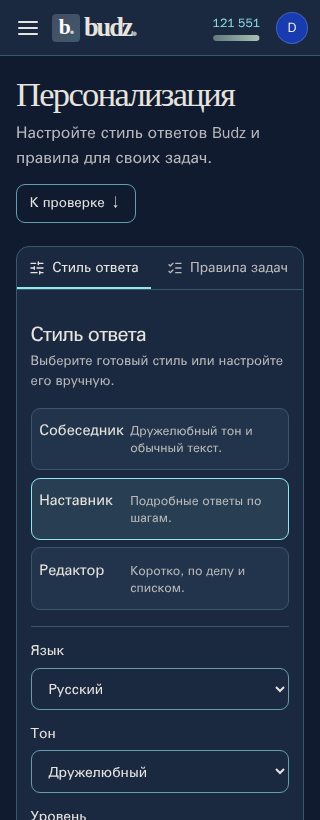 b. budz.
121 551
D
Персонализация
Настройте стиль ответов Budz и
правила для своих задач.
К проверке ↓
Стиль ответа
Правила задач
Стиль ответа
Выберите готовый стиль или настройте
его вручную.
Собеседник
Дружелюбный тон и
обычный текст.
Наставник
Подробные ответы по
шагам.
Редактор
Коротко, по делу и
списком.
Язык
Русский
Тон
Дружелюбный
Уровень